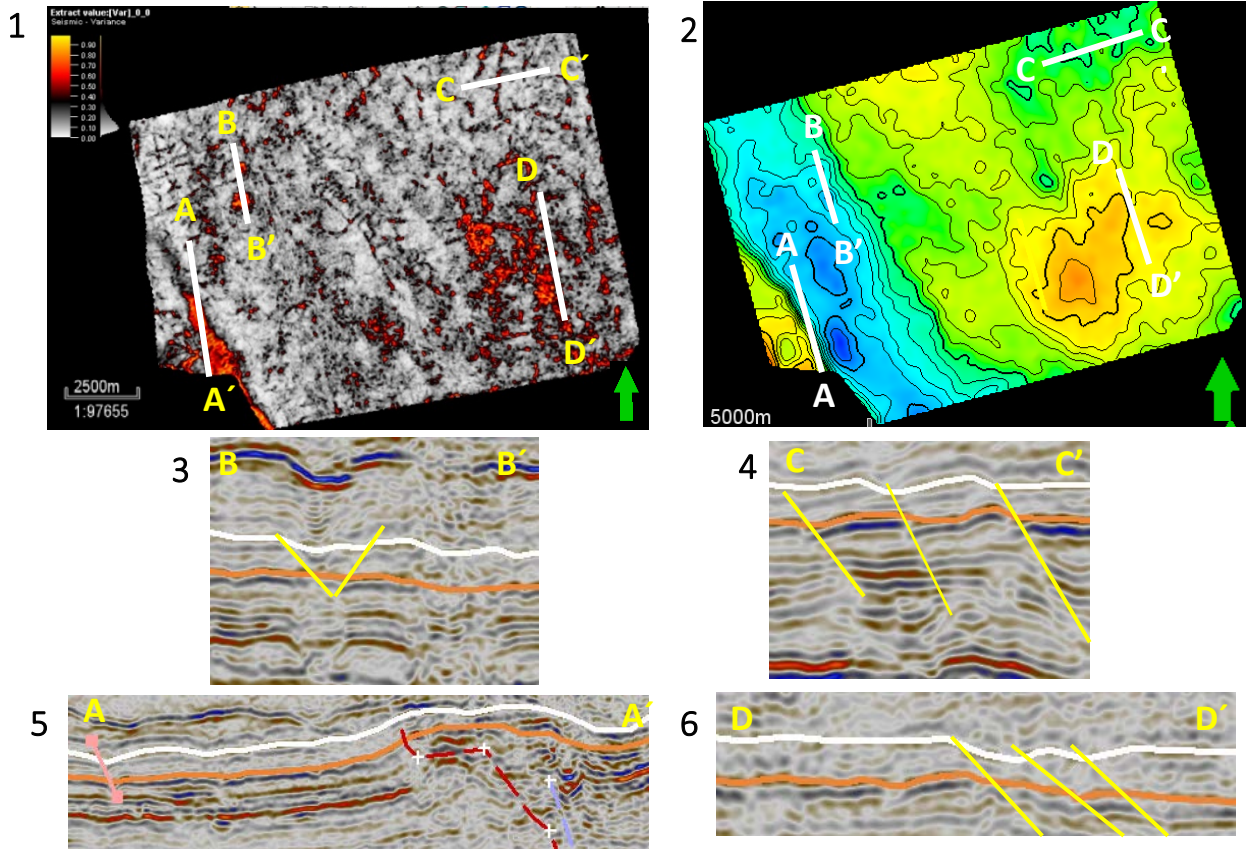 1
Extract value:[Var]_0_0
Seismic - Variance
0.90
0.80
0.70
0.60
0.50
0.40
0.30
0.20
0.10
0.00
C C´
B
B’
A
A´
D
D´
2500m
1:97655
2
C C
B
B’
A
A
D
D’
5000m
3
B B´
4
C C’
5
A A´
6
D D´